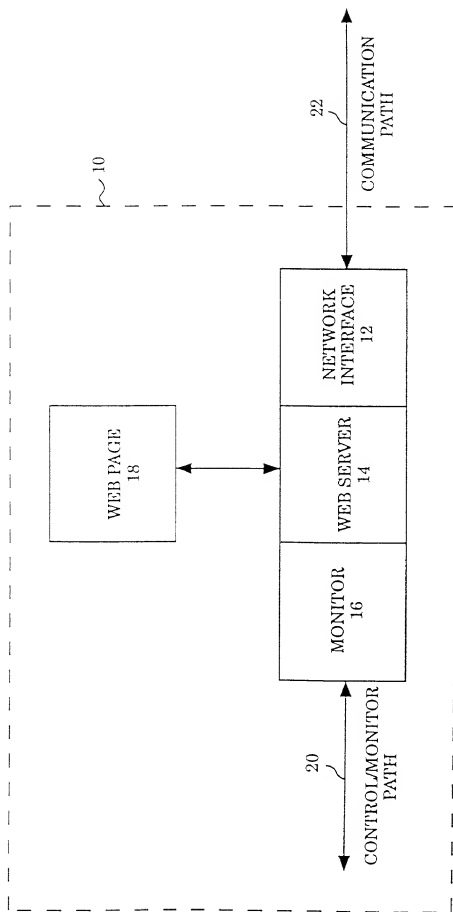 10
WEB PAGE
18
MONITOR
16
WEB SERVER
14
NETWORK
INTERFACE
12
20
CONTROL/MONITOR
PATH
22
COMMUNICATION
PATH